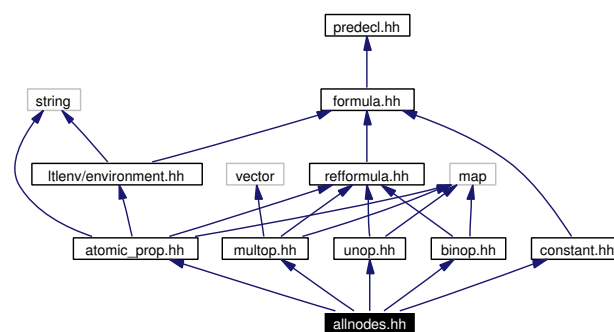 predecl.hh
string
formula.hh
ltlenv/environment.hh
vector
refformula.hh
map
atomic_prop.hh
multop.hh
unop.hh
binop.hh
constant.hh
allnodes.hh